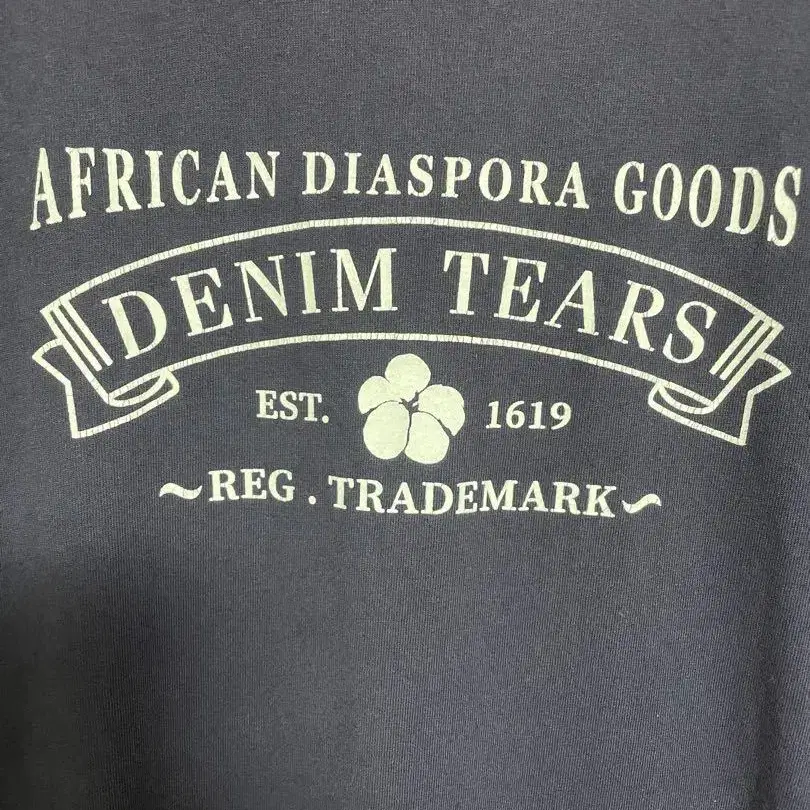 AFRICAN DIASPORA GOODS
DENIM TEARS
EST. 1619
~REG . TRADEMARK~